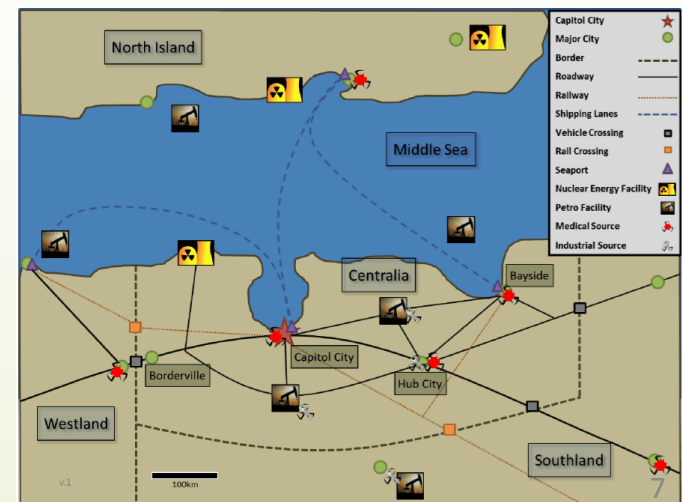 North Island
Middle Sea
Centralia
Bayside
Capitol City
Borderville
Hub City
Westland
Southland
v.1
100km
7
Capitol City
Major City
Border
Roadway
Railway
Shipping Lanes
Vehicle Crossing
Rail Crossing
Seaport
Nuclear Energy Facility
Petro Facility
Medical Source
Industrial Source